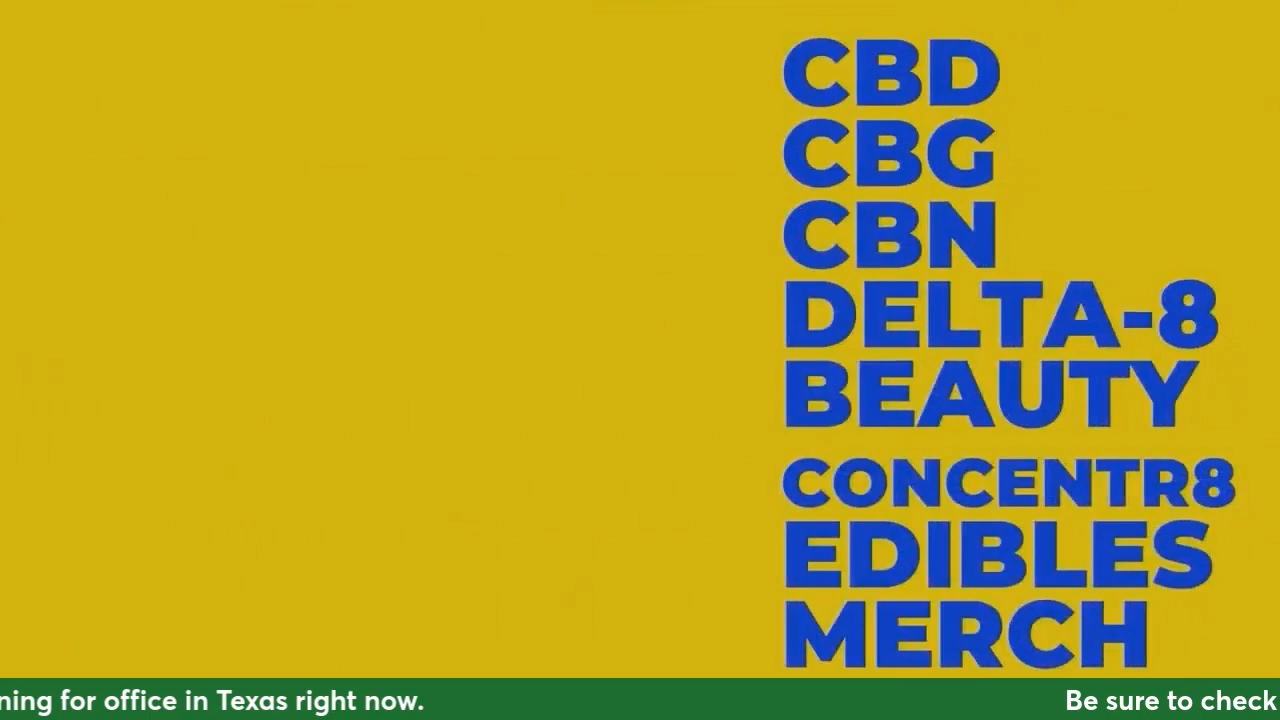 CBD
CBG
CBN
DELTA-8
BEAUTY
CONCENTR8
EDIBLES
MERCH
ning for office in Texas right now. Be sure to check